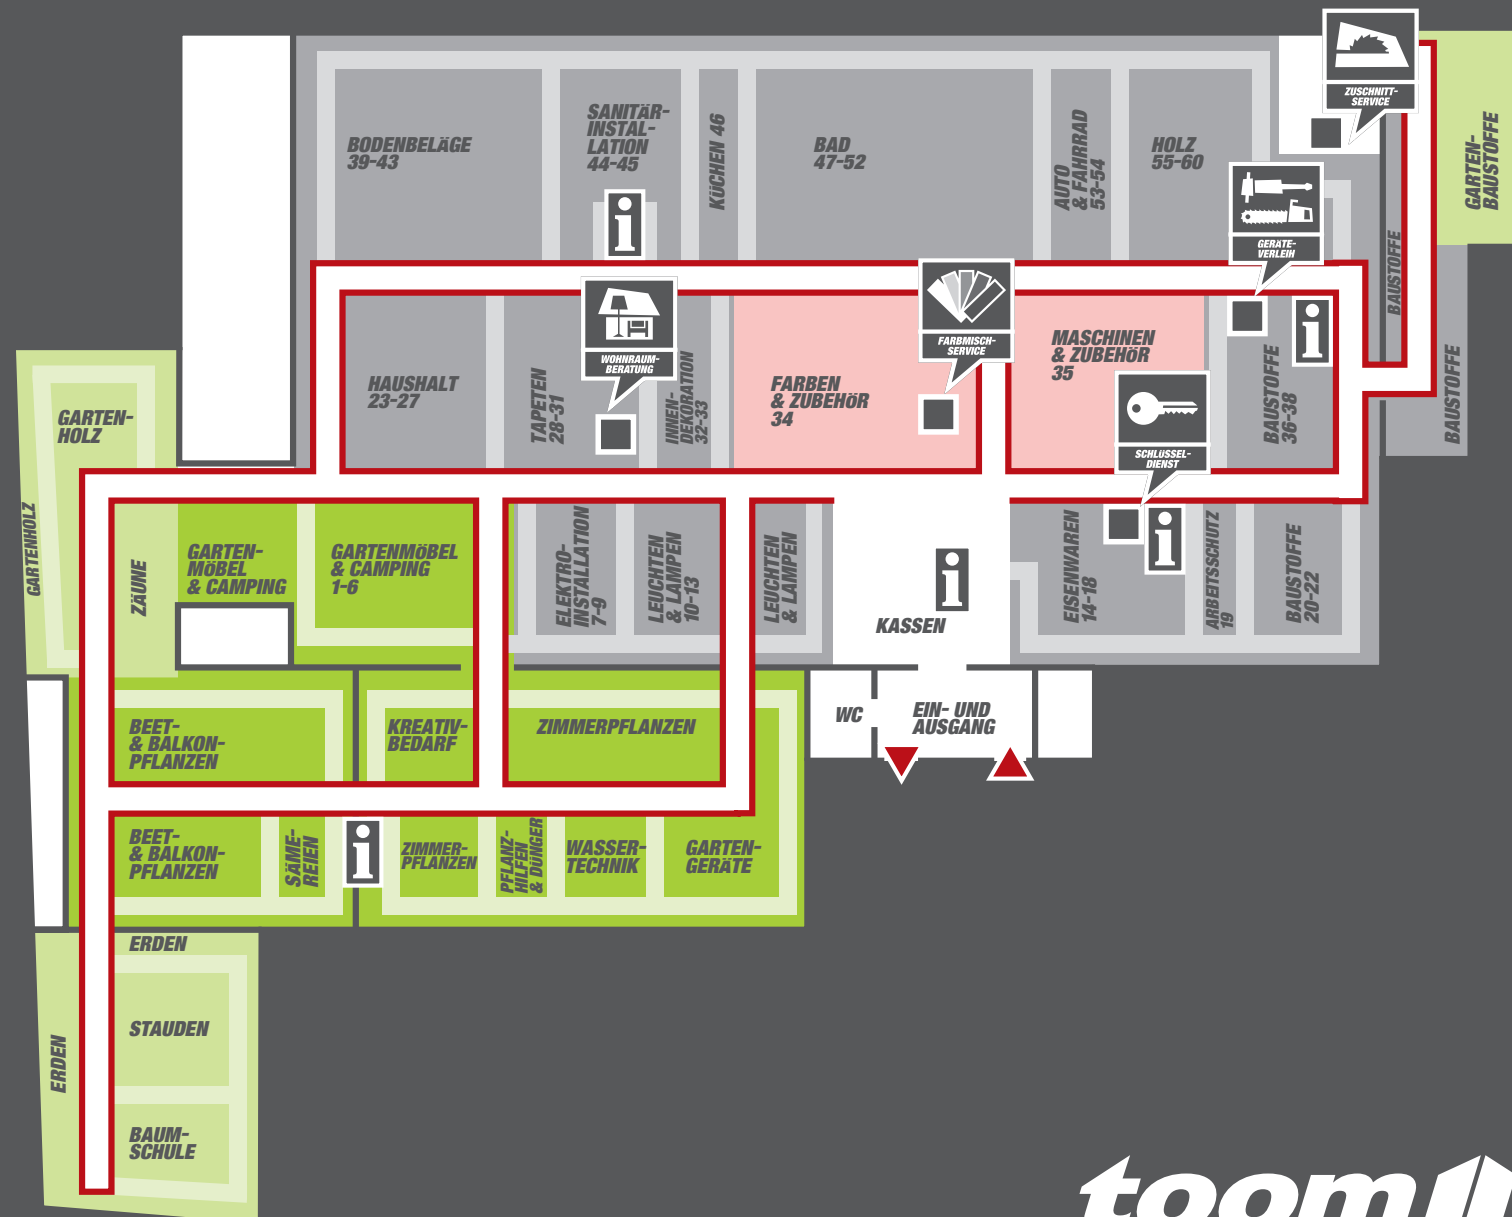 ZUSCHNITT-
SERVICE
GARTEN-
BAUSTOFFE
BODENBELÄGE
39-43
SANITÄR-
INSTAL-
LATION
44-45
KÜCHEN 46
BAD
47-52
AUTO
& FAHRRAD
53-54
HOLZ
55-60
GERÄTE-
VERLEIH
BAUSTOFFE
BAUSTOFFE
HAUSHALT
23-27
TAPETEN
28-31
WOHNRAUM-
BERATUNG
INNEN-
DEKORATION
32-33
FARBEN
& ZUBEHÖR
34
FARBMISCH-
SERVICE
MASCHINEN
& ZUBEHÖR
35
SCHLÜSSEL-
DIENST
BAUSTOFFE
36-38
GARTEN-
HOLZ
GARTENHOLZ
ZÄUNE
GARTEN-
MÖBEL
& CAMPING
GARTENMÖBEL
& CAMPING
1-6
ELEKTRO-
INSTALLATION
7-9
LEUCHTEN
& LAMPEN
10-13
LEUCHTEN
& LAMPEN
KASSEN
EISENWAREN
14-18
ARBEITSSCHUTZ
19
BAUSTOFFE
20-22
BEET-
& BALKON-
PFLANZEN
KREATIV-
BEDARF
ZIMMERPFLANZEN
WC
EIN- UND
AUSGANG
BEET-
& BALKON-
PFLANZEN
SÄME-
REIEN
ZIMMER-
PFLANZEN
PFLANZ-
HILFEN
& DÜNGER
WASSER-
TECHNIK
GARTEN-
GERÄTE
ERDEN
ERDEN
STAUDEN
BAUM-
SCHULE
toom